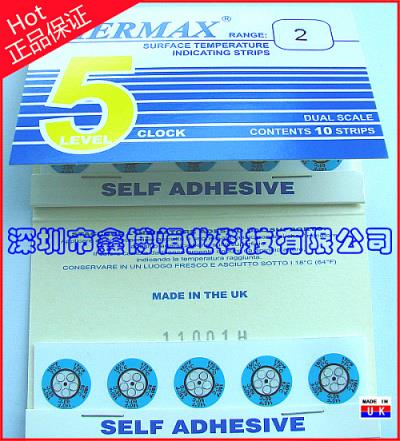 Hot
正品保证
ERMAX®
SURFACE TEMPERATURE
INDICATING STRIPS
RANGE: 2
5
LEVEL
CLOCK
DUAL SCALE
CONTENTS 10 STRIPS
SELF ADHESIVE
深圳市鑫博恒业科技有限公司
indicando la temperatura raggiunta.
CONSERVARE IN UN LUOGO FRESCO E ASCIUTTO SOTTO I 18°C (64°F)
MADE IN THE UK
11001H
SELF ADHESIVE
MADE IN
UK